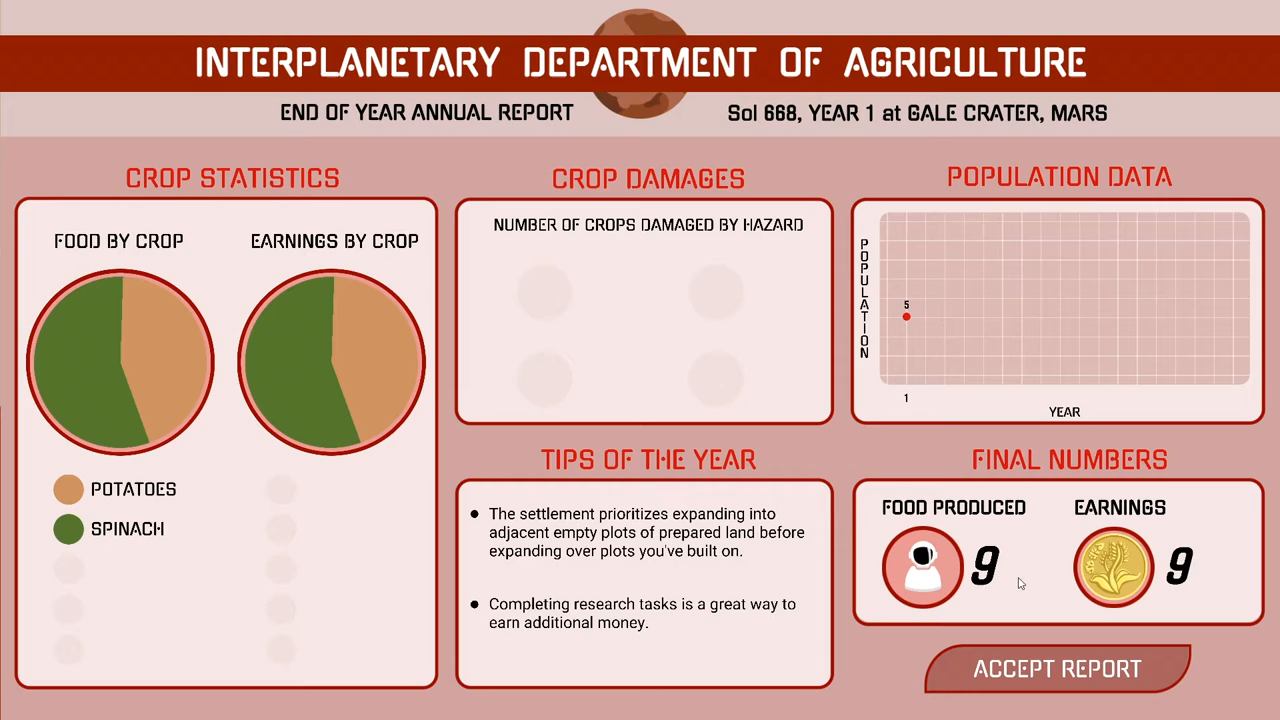 INTERPLANETARY DEPARTMENT OF AGRICULTURE
END OF YEAR ANNUAL REPORT
Sol 668, YEAR 1 at GALE CRATER, MARS
CROP STATISTICS
FOOD BY CROP
EARNINGS BY CROP
POTATOES
SPINACH
CROP DAMAGES
NUMBER OF CROPS DAMAGED BY HAZARD
TIPS OF THE YEAR
● The settlement prioritizes expanding into
adjacent empty plots of prepared land before
expanding over plots you've built on.
● Completing research tasks is a great way to
earn additional money.
POPULATION DATA
POPULATION
5
1
YEAR
FINAL NUMBERS
FOOD PRODUCED
9
EARNINGS
9
ACCEPT REPORT